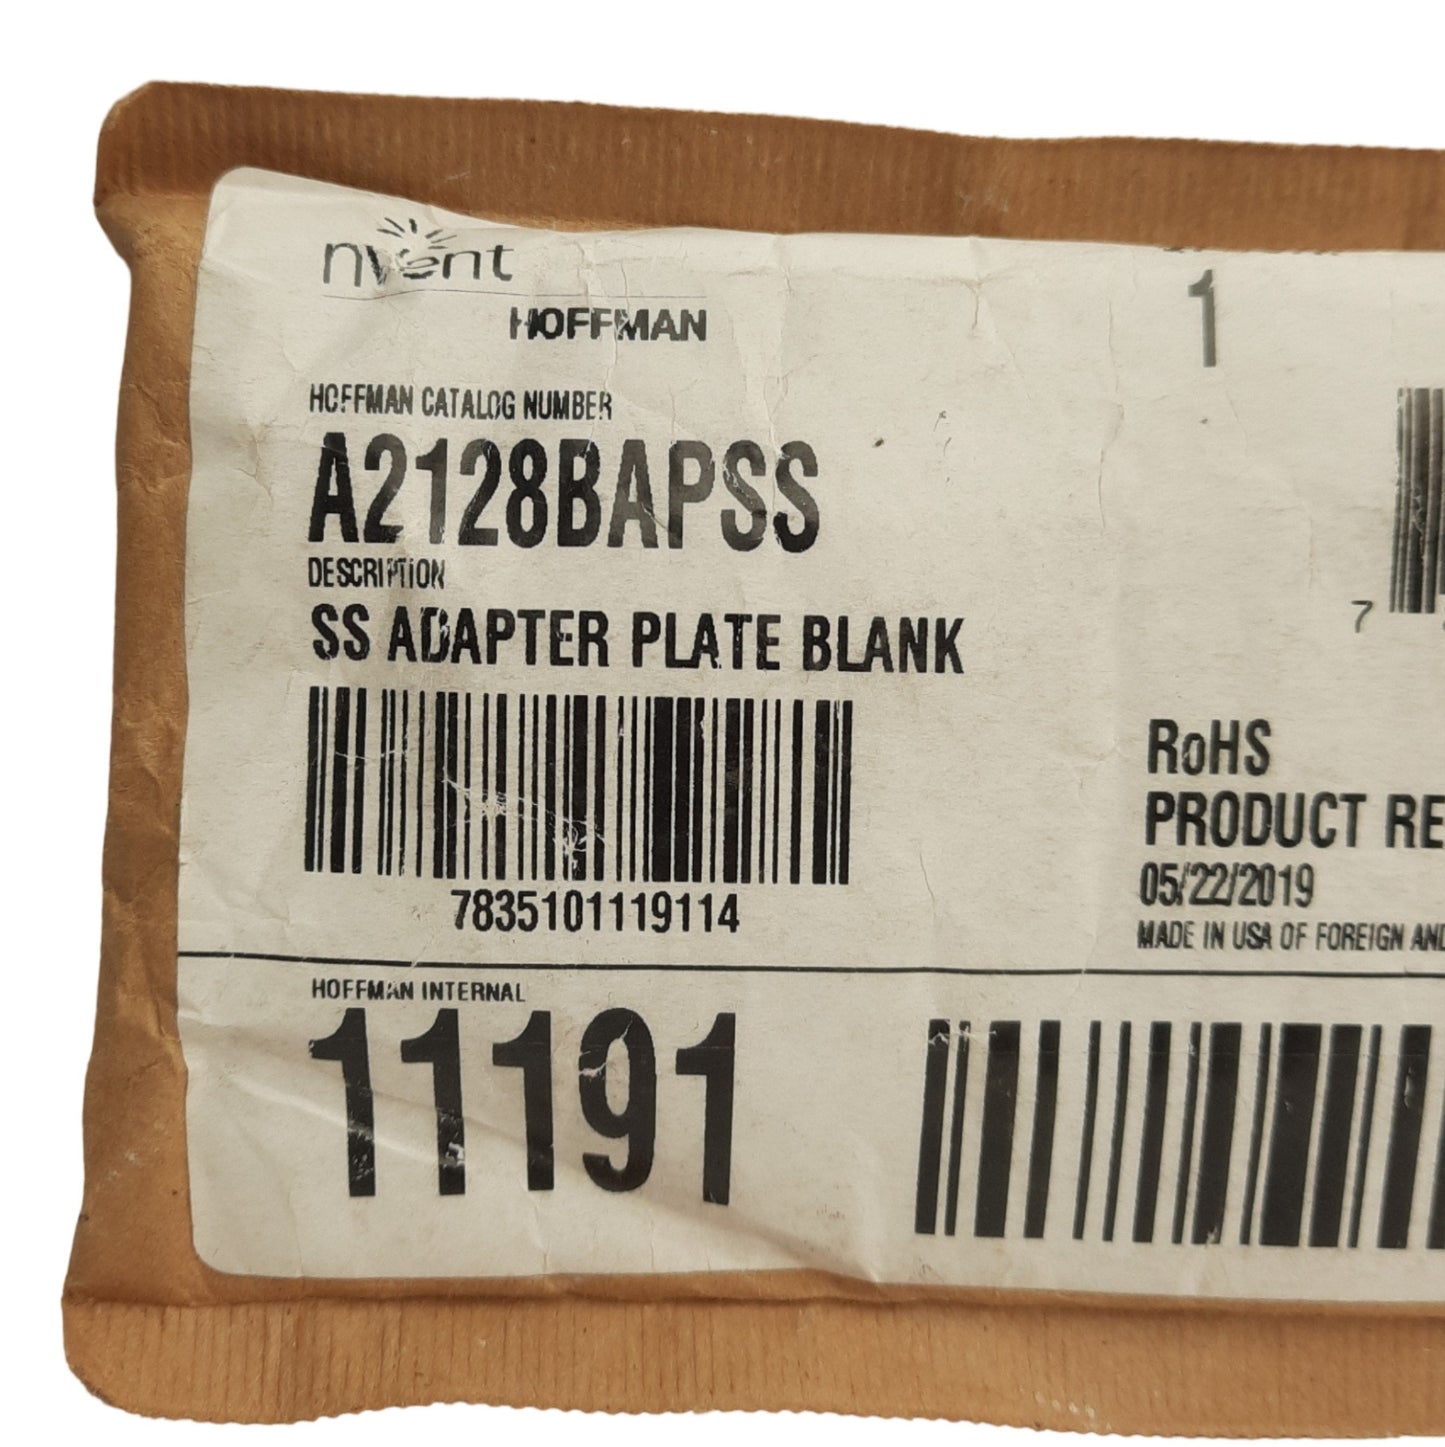 nVent
HOFFMAN
HOFFMAN CATALOG NUMBER
A2128BAPSS
DESCRIPTION
SS ADAPTER PLATE BLANK
7835101119114
1
7
RoHS
PRODUCT RE
05/22/2019
MADE IN USA OF FOREIGN AND
HOFFMAN INTERNAL
11191